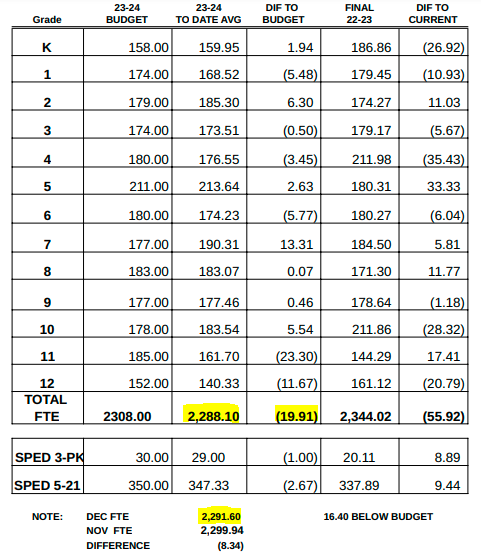 23-24 23-24 DIF TO FINAL DIF TO
Grade BUDGET TO DATE AVG BUDGET 22-23 CURRENT
K 158.00 159.95 1.94 186.86 (26.92)
1 174.00 168.52 (5.48) 179.45 (10.93)
2 179.00 185.30 6.30 174.27 11.03
3 174.00 173.51 (0.50) 179.17 (5.67)
4 180.00 176.55 (3.45) 211.98 (35.43)
5 211.00 213.64 2.63 180.31 33.33
6 180.00 174.23 (5.77) 180.27 (6.04)
7 177.00 190.31 13.31 184.50 5.81
8 183.00 183.07 0.07 171.30 11.77
9 177.00 177.46 0.46 178.64 (1.18)
10 178.00 183.54 5.54 211.86 (28.32)
11 185.00 161.70 (23.30) 144.29 17.41
12 152.00 140.33 (11.67) 161.12 (20.79)
TOTAL
FTE 2308.00 2,288.10 (19.91) 2,344.02 (55.92)
SPED 3-PK 30.00 29.00 (1.00) 20.11 8.89
SPED 5-21 350.00 347.33 (2.67) 337.89 9.44
NOTE: DEC FTE 2,291.60 16.40 BELOW BUDGET
NOV FTE 2,299.94
DIFFERENCE (8.34)